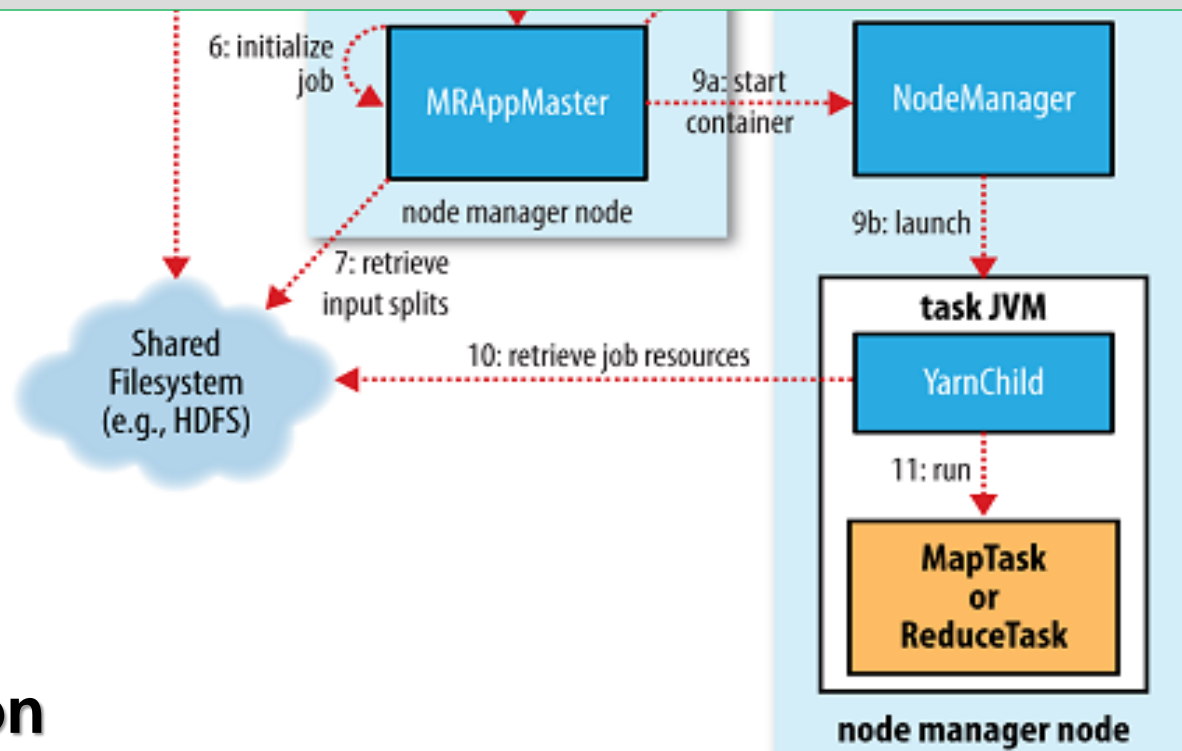 6: initialize
job
MRAppMaster
9a: start
container
NodeManager
node manager node
9b: launch
7: retrieve
input splits
task JVM
Shared
Filesystem
(e.g., HDFS)
10: retrieve job resources
YarnChild
11: run
MapTask
or
ReduceTask
on
node manager node